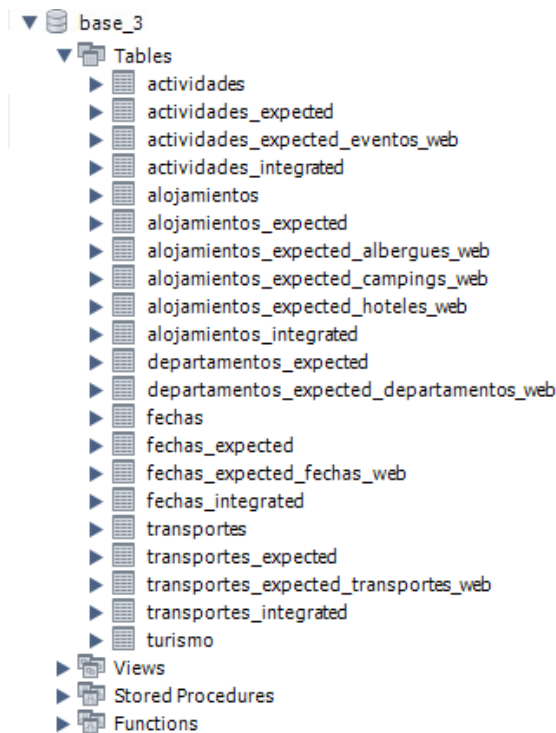 base_3
Tables
actividades
actividades_expected
actividades_expected_eventos_web
actividades_integrated
alojamientos
alojamientos_expected
alojamientos_expected_albergues_web
alojamientos_expected_campings_web
alojamientos_expected_hoteles_web
alojamientos_integrated
departamentos_expected
departamentos_expected_departamentos_web
fechas
fechas_expected
fechas_expected_fechas_web
fechas_integrated
transportes
transportes_expected
transportes_expected_transportes_web
transportes_integrated
turismo
Views
Stored Procedures
Functions